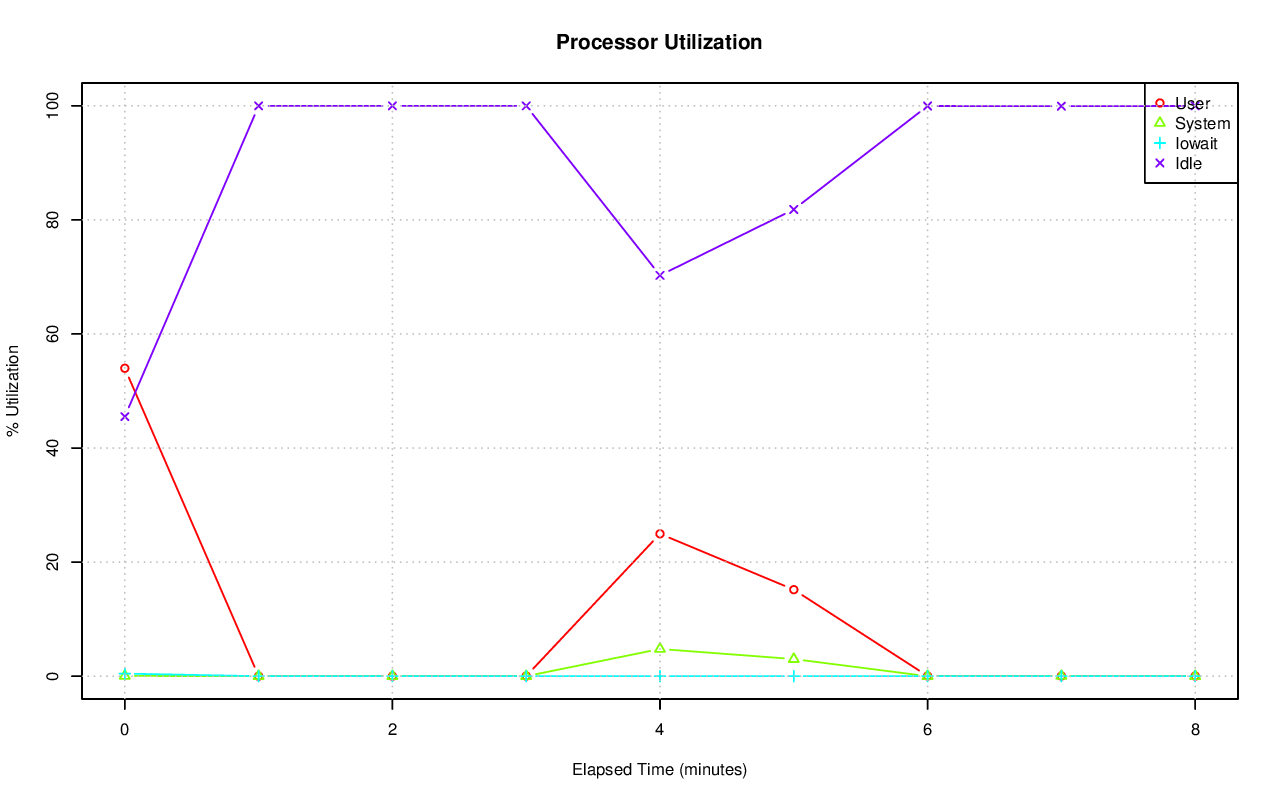 Processor Utilization
100
80
60
40
20
0
% Utilization
User
System
Iowait
Idle
0 2 4 6 8
Elapsed Time (minutes)